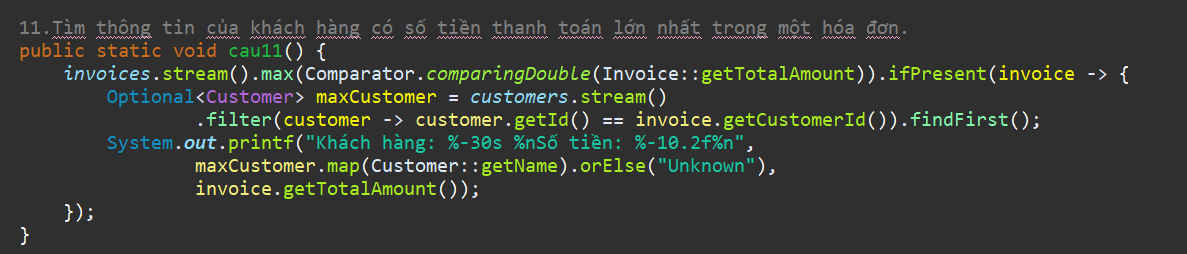 11.Tìm thông tin của khách hàng có số tiền thanh toán lớn nhất trong một hóa đơn.
public static void cau11() {
    invoices.stream().max(Comparator.comparingDouble(Invoice::getTotalAmount)).ifPresent(invoice -> {
        Optional<Customer> maxCustomer = customers.stream()
                .filter(customer -> customer.getId() == invoice.getCustomerId()).findFirst();
        System.out.printf("Khách hàng: %-30s %nSố tiền: %-10.2f%n",
                maxCustomer.map(Customer::getName).orElse("Unknown"),
                invoice.getTotalAmount());
    });
}